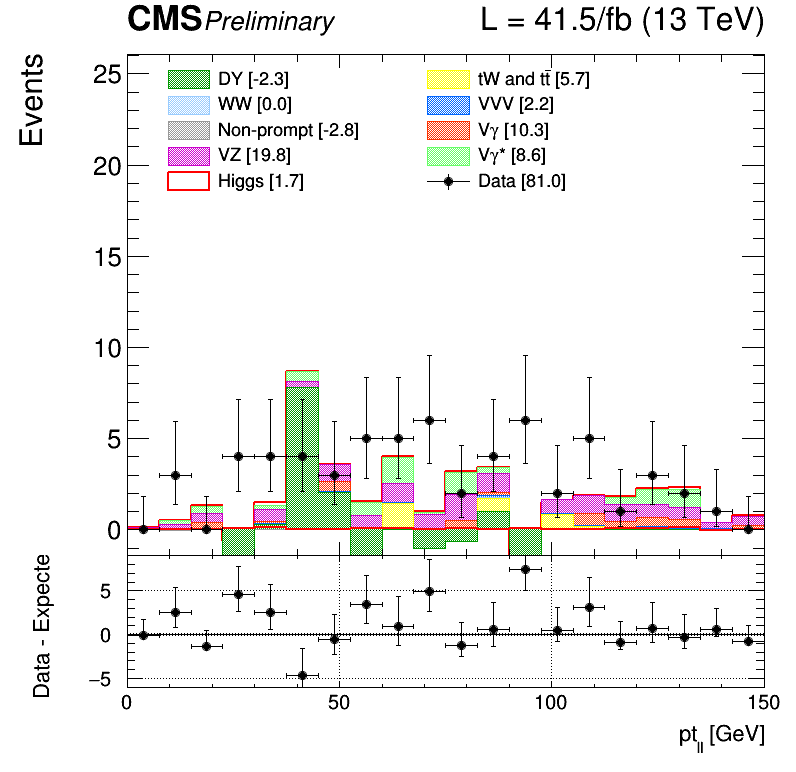 CMS Preliminary L = 41.5/fb (13 TeV)
Events
25
20
15
10
5
0
DY [-2.3]
WW [0.0]
Non-prompt [-2.8]
VZ [19.8]
Higgs [1.7]
tW and tt̄ [5.7]
VVV [2.2]
Vγ [10.3]
Vγ* [8.6]
Data [81.0]
Data - Expecte
5
0
−5
0 50 100 150
pt_ll [GeV]